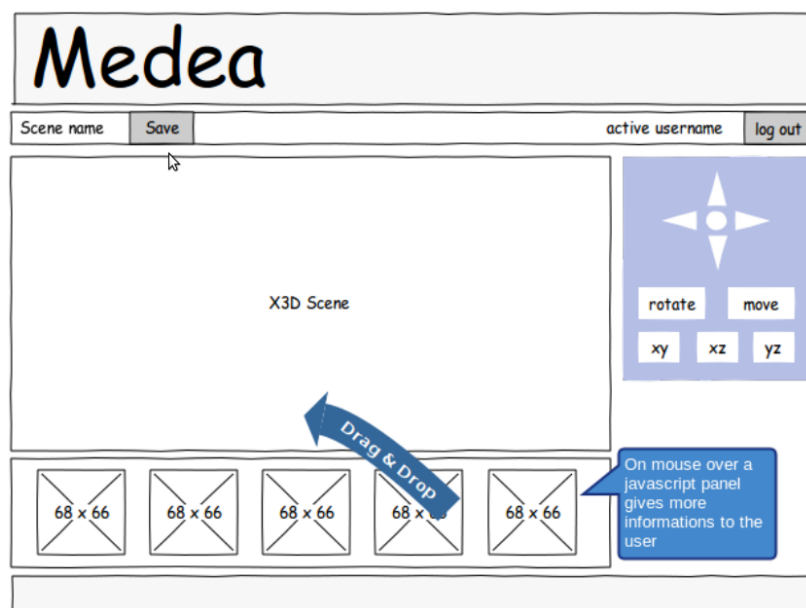 Medea
Scene name Save active username log out
X3D Scene
rotate move
xy xz yz
Drag & Drop
68 x 66 68 x 66 68 x 66 68 x 68 x 66
On mouse over a
javascript panel
gives more
informations to the
user